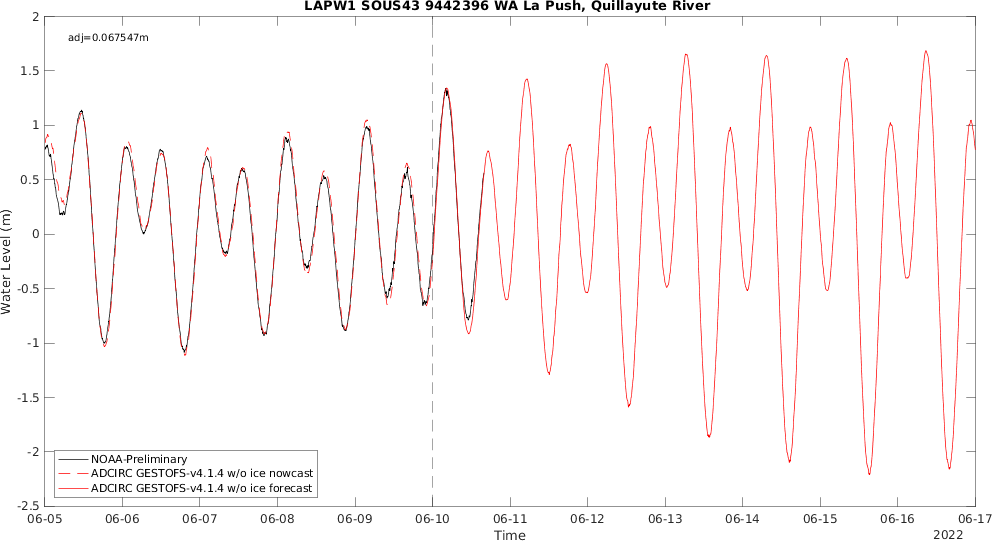 LAPW1 SOUS43 9442396 WA La Push, Quillayute River
adj=0.067547m
2
1.5
1
0.5
0
-0.5
-1
-1.5
-2
-2.5
Water Level (m)
NOAA-Preliminary
ADCIRC GESTOFS-v4.1.4 w/o ice nowcast
ADCIRC GESTOFS-v4.1.4 w/o ice forecast
06-05 06-06 06-07 06-08 06-09 06-10 06-11 06-12 06-13 06-14 06-15 06-16 06-17
Time
2022